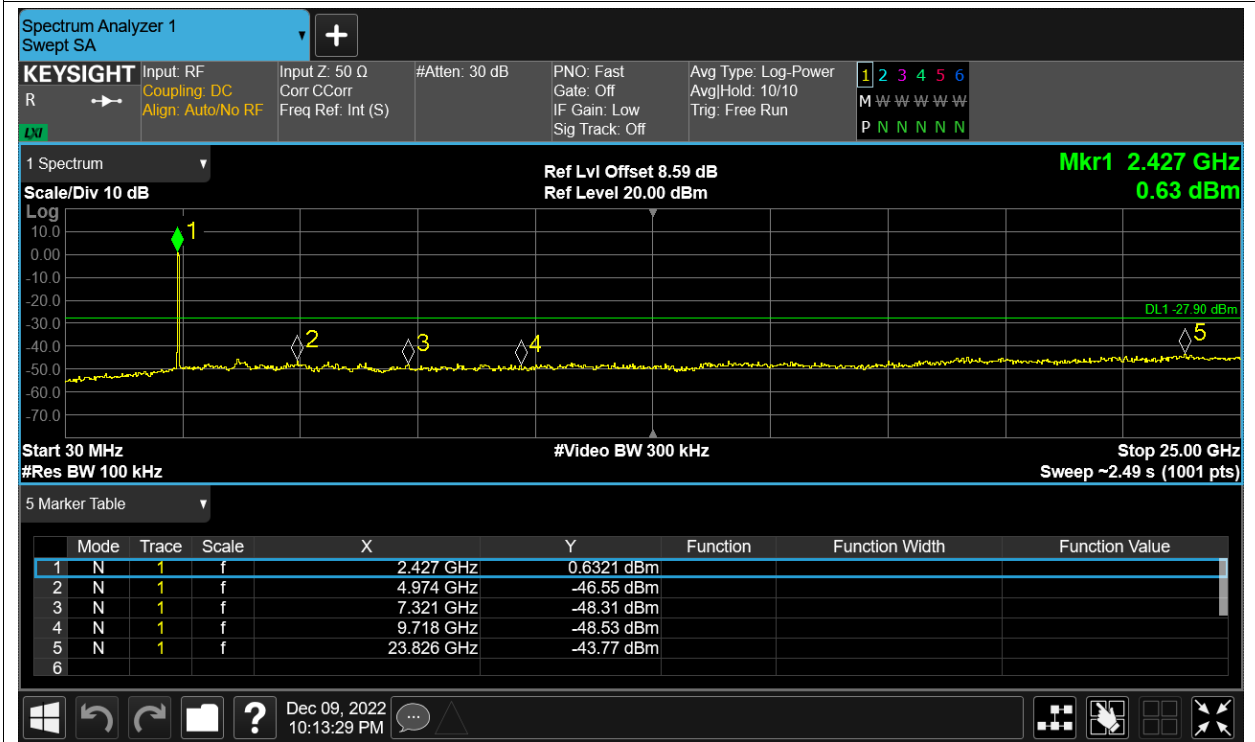 Spectrum Analyzer 1
Swept SA
KEYSIGHT
R
LXI
Input: RF
Coupling: DC
Align: Auto/No RF
Input Z: 50 Ω
Corr CCorr
Freq Ref: Int (S)
#Atten: 30 dB
PNO: Fast
Gate: Off
IF Gain: Low
Sig Track: Off
Avg Type: Log-Power
Avg|Hold: 10/10
Trig: Free Run
1 2 3 4 5 6
M W W W W W
P N N N N N
1 Spectrum
Scale/Div 10 dB
Ref Lvl Offset 8.59 dB
Ref Level 20.00 dBm
Mkr1 2.427 GHz
0.63 dBm
Log
10.0
0.00
-10.0
-20.0
-30.0
-40.0
-50.0
-60.0
-70.0
1
2
3
4
5
DL1 -27.90 dBm
Start 30 MHz
#Video BW 300 kHz
Stop 25.00 GHz
#Res BW 100 kHz
Sweep ~2.49 s (1001 pts)
5 Marker Table
Mode Trace Scale X Y Function Function Width Function Value
1 N 1 f 2.427 GHz 0.6321 dBm
2 N 1 f 4.974 GHz -46.55 dBm
3 N 1 f 7.321 GHz -48.31 dBm
4 N 1 f 9.718 GHz -48.53 dBm
5 N 1 f 23.826 GHz -43.77 dBm
6
?
Dec 09, 2022
10:13:29 PM